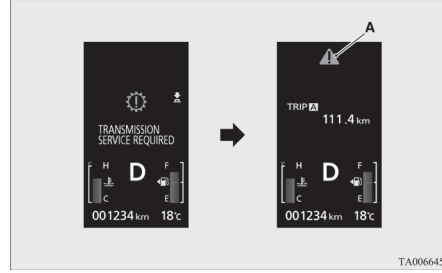 A
TRANSMISSION
SERVICE REQUIRED
F H D F
C E
001234 km 18℃
TRIP A
111.4 km
F H D F
C E
001234 km 18℃
TA006645